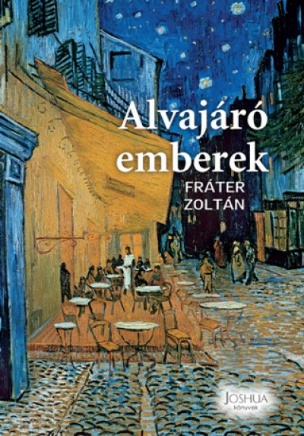 Alvajáró
emberek
FRÁTER
ZOLTÁN
JOSHUA
könyvek